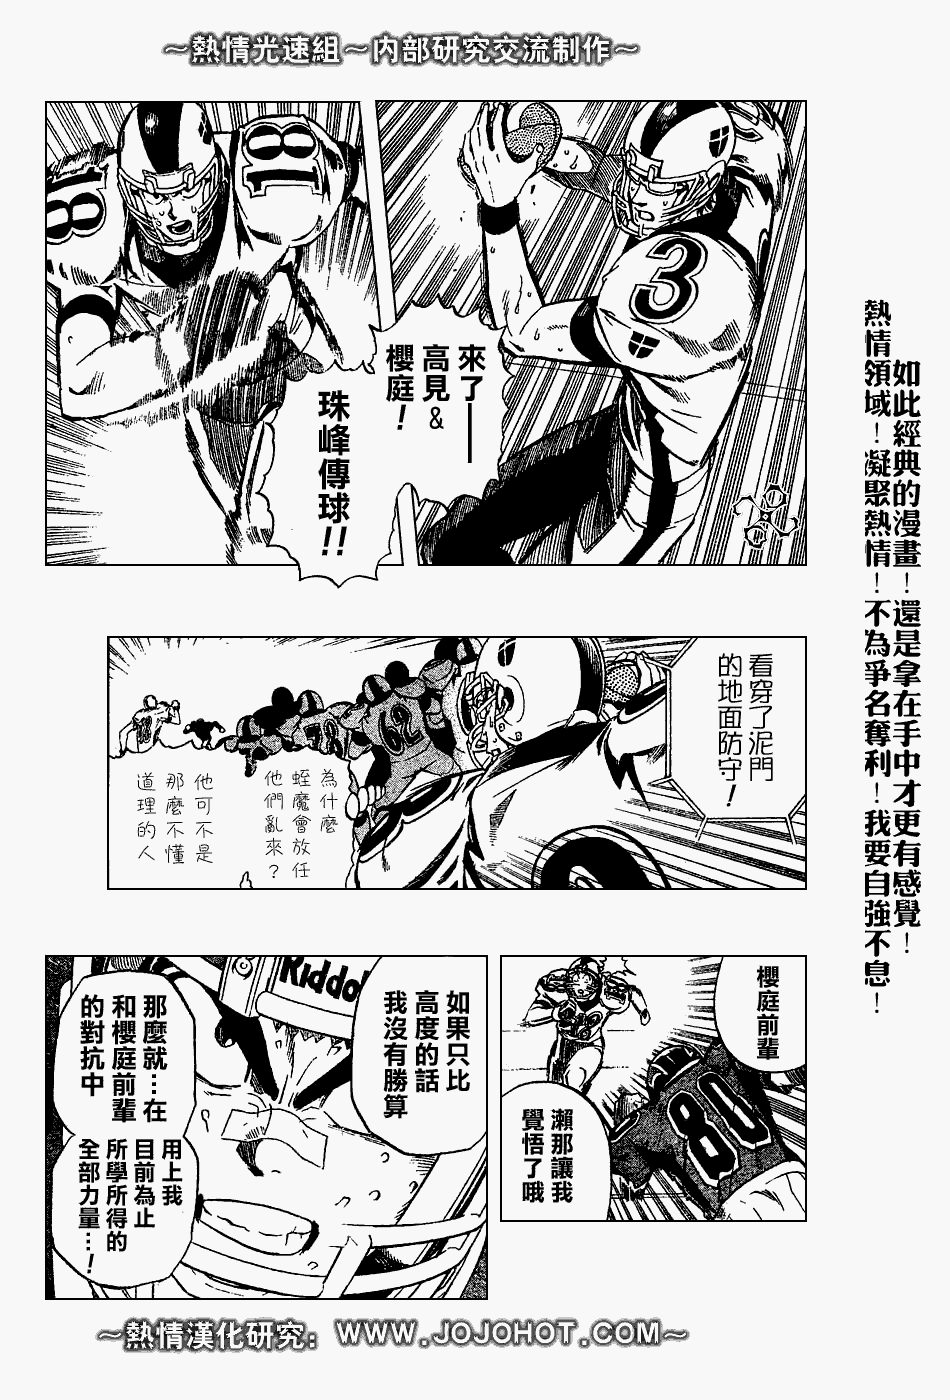 ～熱情光速組～内部研究交流制作～
3
來了——
高見&
櫻庭！
珠峰傳球！！
18
18
如此經典的漫畫！還是拿在手中才更有感覺！
熱情領域！凝聚熱情！不為爭名奪利！我要自強不息！
看穿了泥門
的地面防守！
62
78
為什麼
蛭魔會放任
他們亂來？
他可不是
那麼不懂
道理的人
櫻庭前輩
80
瀨那讓我
覺悟了哦
Riddo
如果只比
高度的話
我沒有勝算
那麼就…在
和櫻庭前輩
的對抗中
用上我
目前為止
所學所得的
全部力量…！
～熱情漢化研究：WWW.JOJOHOT.COM～